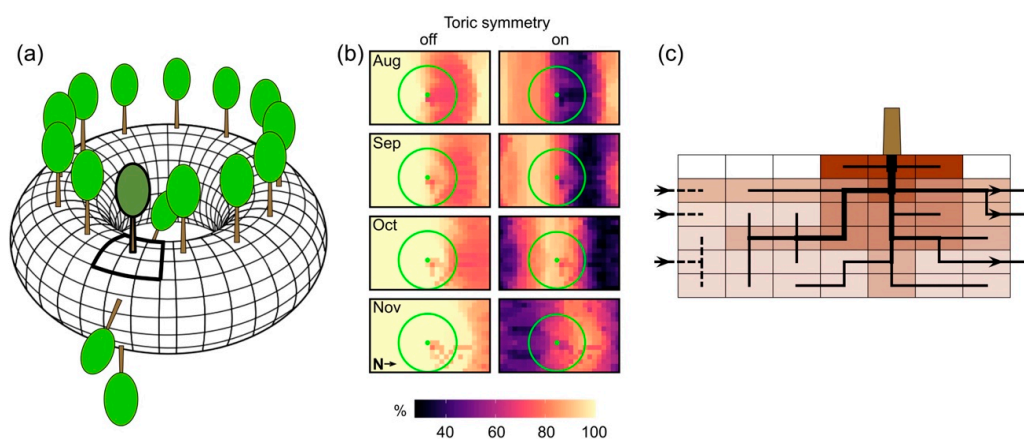 (a)
(b)
Toric symmetry
off on
Aug
Sep
Oct
Nov
N→
% 40 60 80 100
(c)